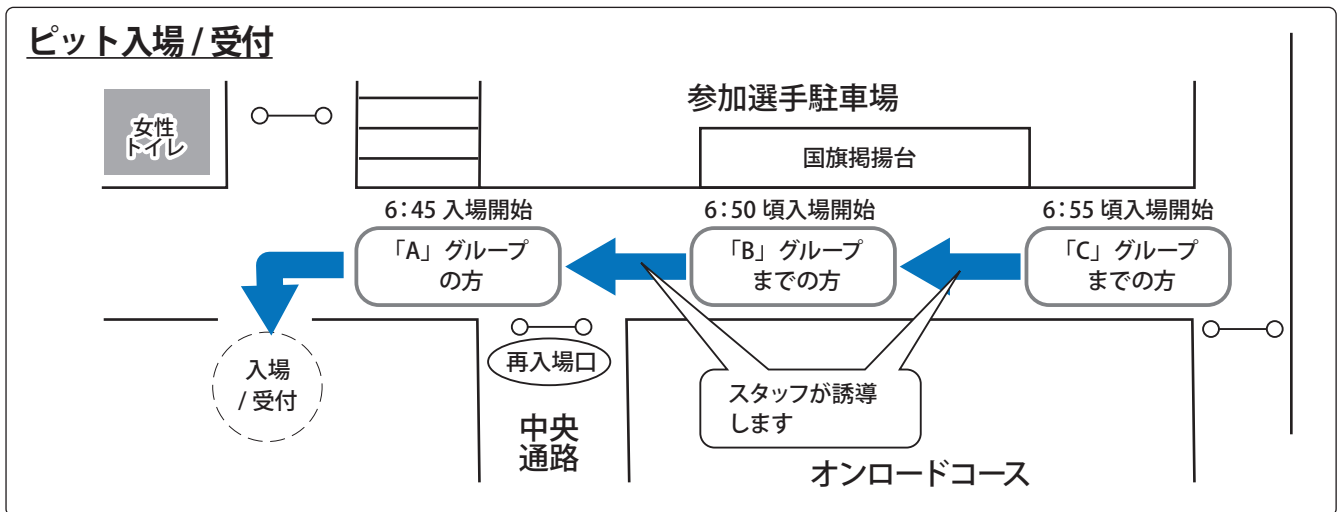 ピット入場 / 受付
女性
トイレ
参加選手駐車場
国旗掲揚台
6：45 入場開始
6：50 頃入場開始
6：55 頃入場開始
「A」グループ
の方
「B」グループ
までの方
「C」グループ
までの方
入場
/ 受付
再入場口
中央
通路
スタッフが誘導
します
オンロードコース